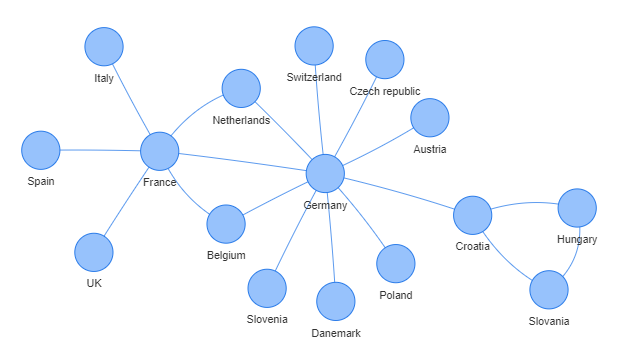 Italy
Switzerland
Czech republic
Netherlands
Austria
Spain
France
Germany
Belgium
Croatia
Hungary
UK
Slovenia
Danemark
Poland
Slovania